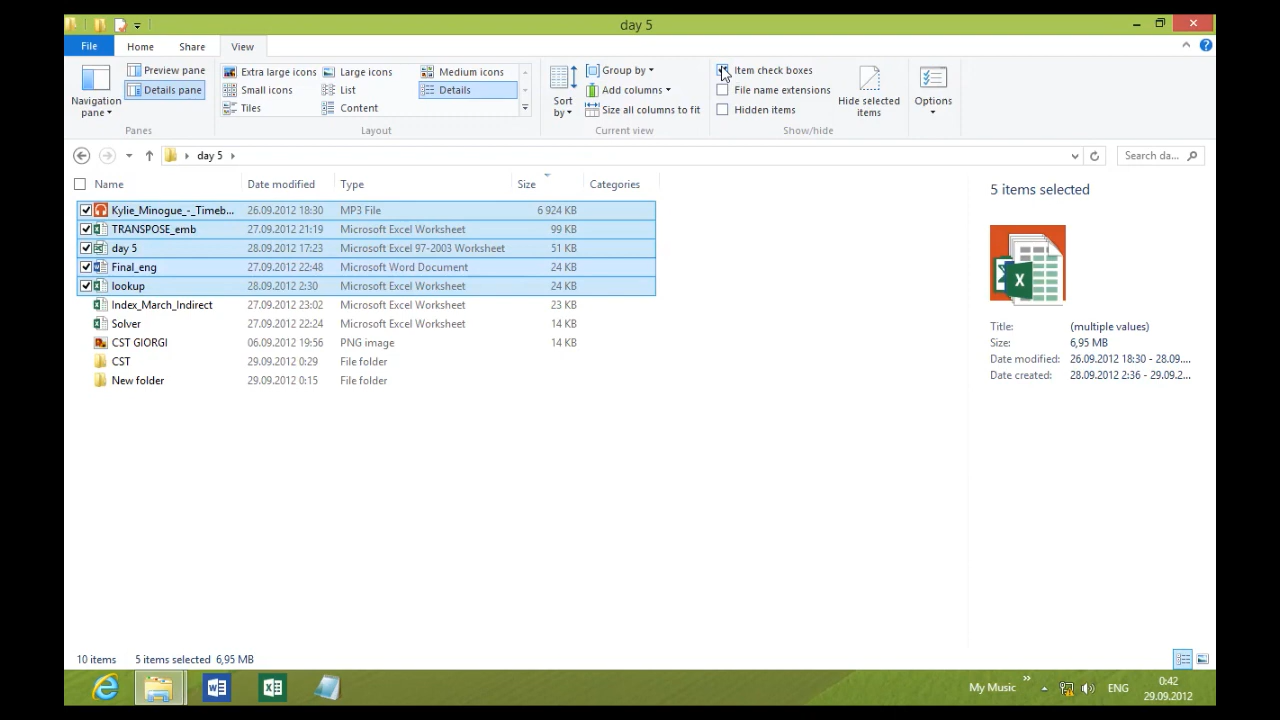 day 5
File Home Share View
Navigation pane
Preview pane
Details pane
Panes
Extra large icons Large icons Medium icons
Small icons List Details
Tiles Content
Layout
Sort by
Group by
Add columns
Size all columns to fit
Current view
Item check boxes
File name extensions
Hidden items
Hide selected items
Show/hide
Options
day 5
Search da...
Name Date modified Type Size Categories
Kylie_Minogue_-_Timeb... 26.09.2012 18:30 MP3 File 6 924 KB
TRANSPOSE_emb 27.09.2012 21:19 Microsoft Excel Worksheet 99 KB
day 5 28.09.2012 17:23 Microsoft Excel 97-2003 Worksheet 51 KB
Final_eng 27.09.2012 22:48 Microsoft Word Document 24 KB
lookup 28.09.2012 2:30 Microsoft Excel Worksheet 24 KB
Index_March_Indirect 27.09.2012 23:02 Microsoft Excel Worksheet 23 KB
Solver 27.09.2012 22:24 Microsoft Excel Worksheet 14 KB
CST GIORGI 06.09.2012 19:56 PNG image 14 KB
CST 29.09.2012 0:29 File folder
New folder 29.09.2012 0:15 File folder
5 items selected
Title: (multiple values)
Size: 6,95 MB
Date modified: 26.09.2012 18:30 - 28.09....
Date created: 28.09.2012 2:36 - 29.09.2...
10 items 5 items selected 6,95 MB
My Music ENG 0:42
29.09.2012